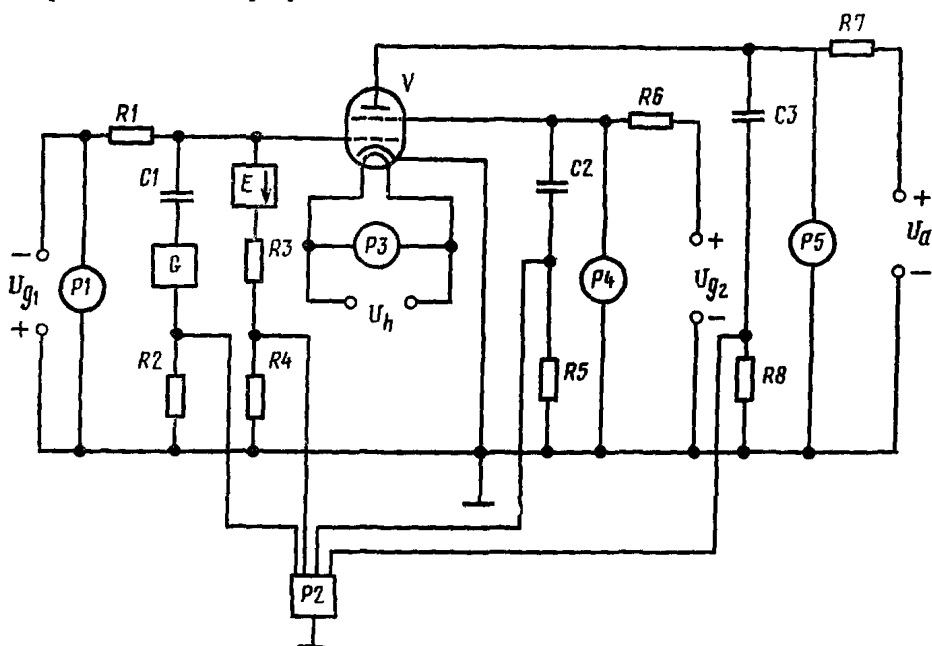 R7
V
R1
R6
C3
C1
E
C2
R3
P3
P5
+
Ua
−
−
Ug1
+
P1
G
Uh
P4
+
Ug2
−
R2
R4
R5
R8
P2